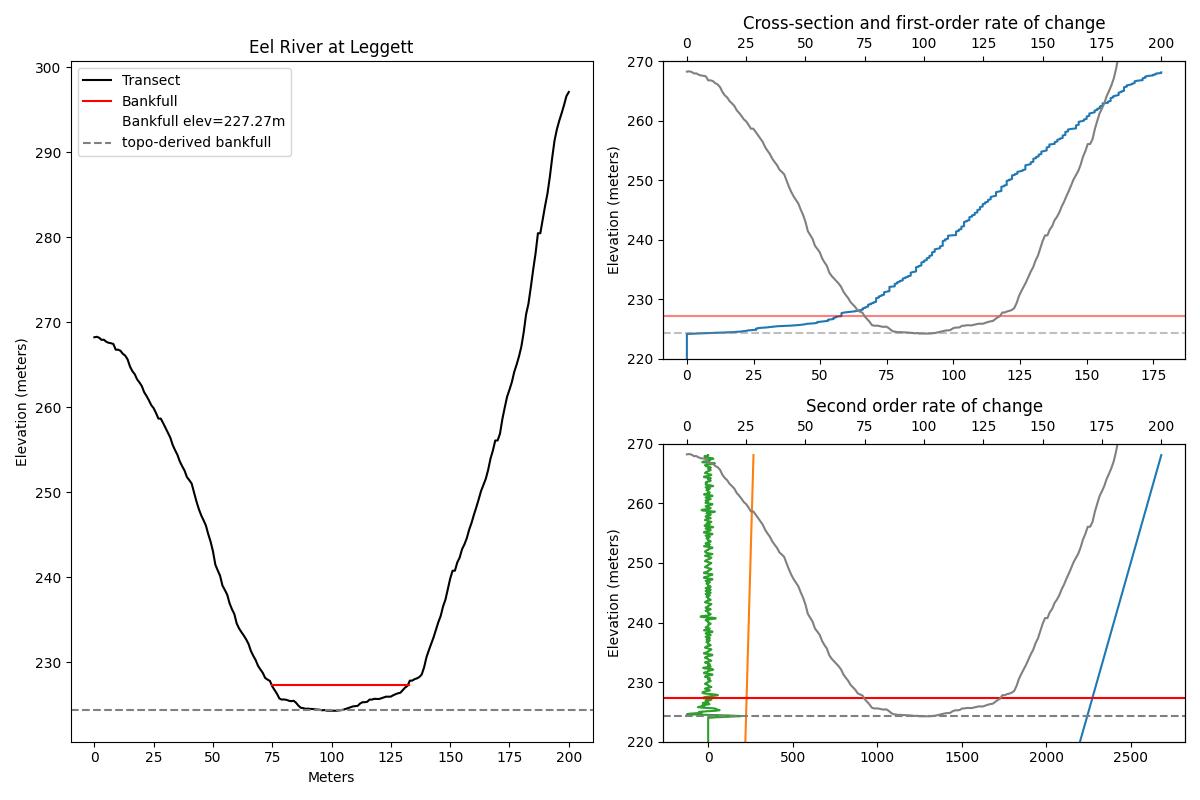 Eel River at Leggett
Transect
Bankfull
Bankfull elev=227.27m
topo-derived bankfull
Elevation (meters)
300
290
280
270
260
250
240
230
0 25 50 75 100 125 150 175 200
Meters
Cross-section and first-order rate of change
0 25 50 75 100 125 150 175 200
Elevation (meters)
270
260
250
240
230
220
0 25 50 75 100 125 150 175
Second order rate of change
0 25 50 75 100 125 150 175 200
Elevation (meters)
270
260
250
240
230
220
0 500 1000 1500 2000 2500